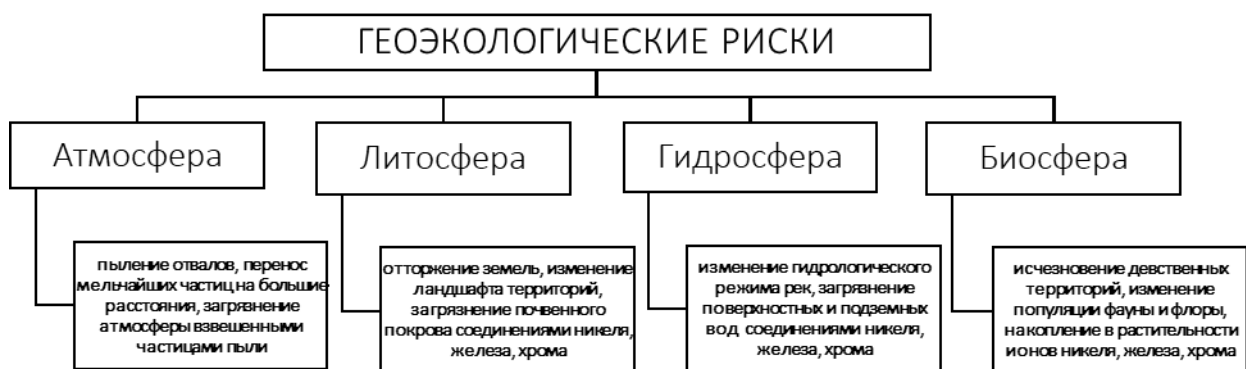 ГЕОЭКОЛОГИЧЕСКИЕ РИСКИ
Атмосфера
Литосфера
Гидросфера
Биосфера
пыление отвалов, перенос
мельчайших частиц на большие
расстояния, загрязнение
атмосферы взвешенными
частицами пыли
отторжение земель, изменение
ландшафта территорий,
загрязнение почвенного
покрова соединениями никеля,
железа, хрома
изменение гидрологического
режима рек, загрязнение
поверхностных и подземных
вод соединениями никеля,
железа, хрома
исчезновение девственных
территорий, изменение
популяции фауны и флоры,
накопление в растительности
ионов никеля, железа, хрома